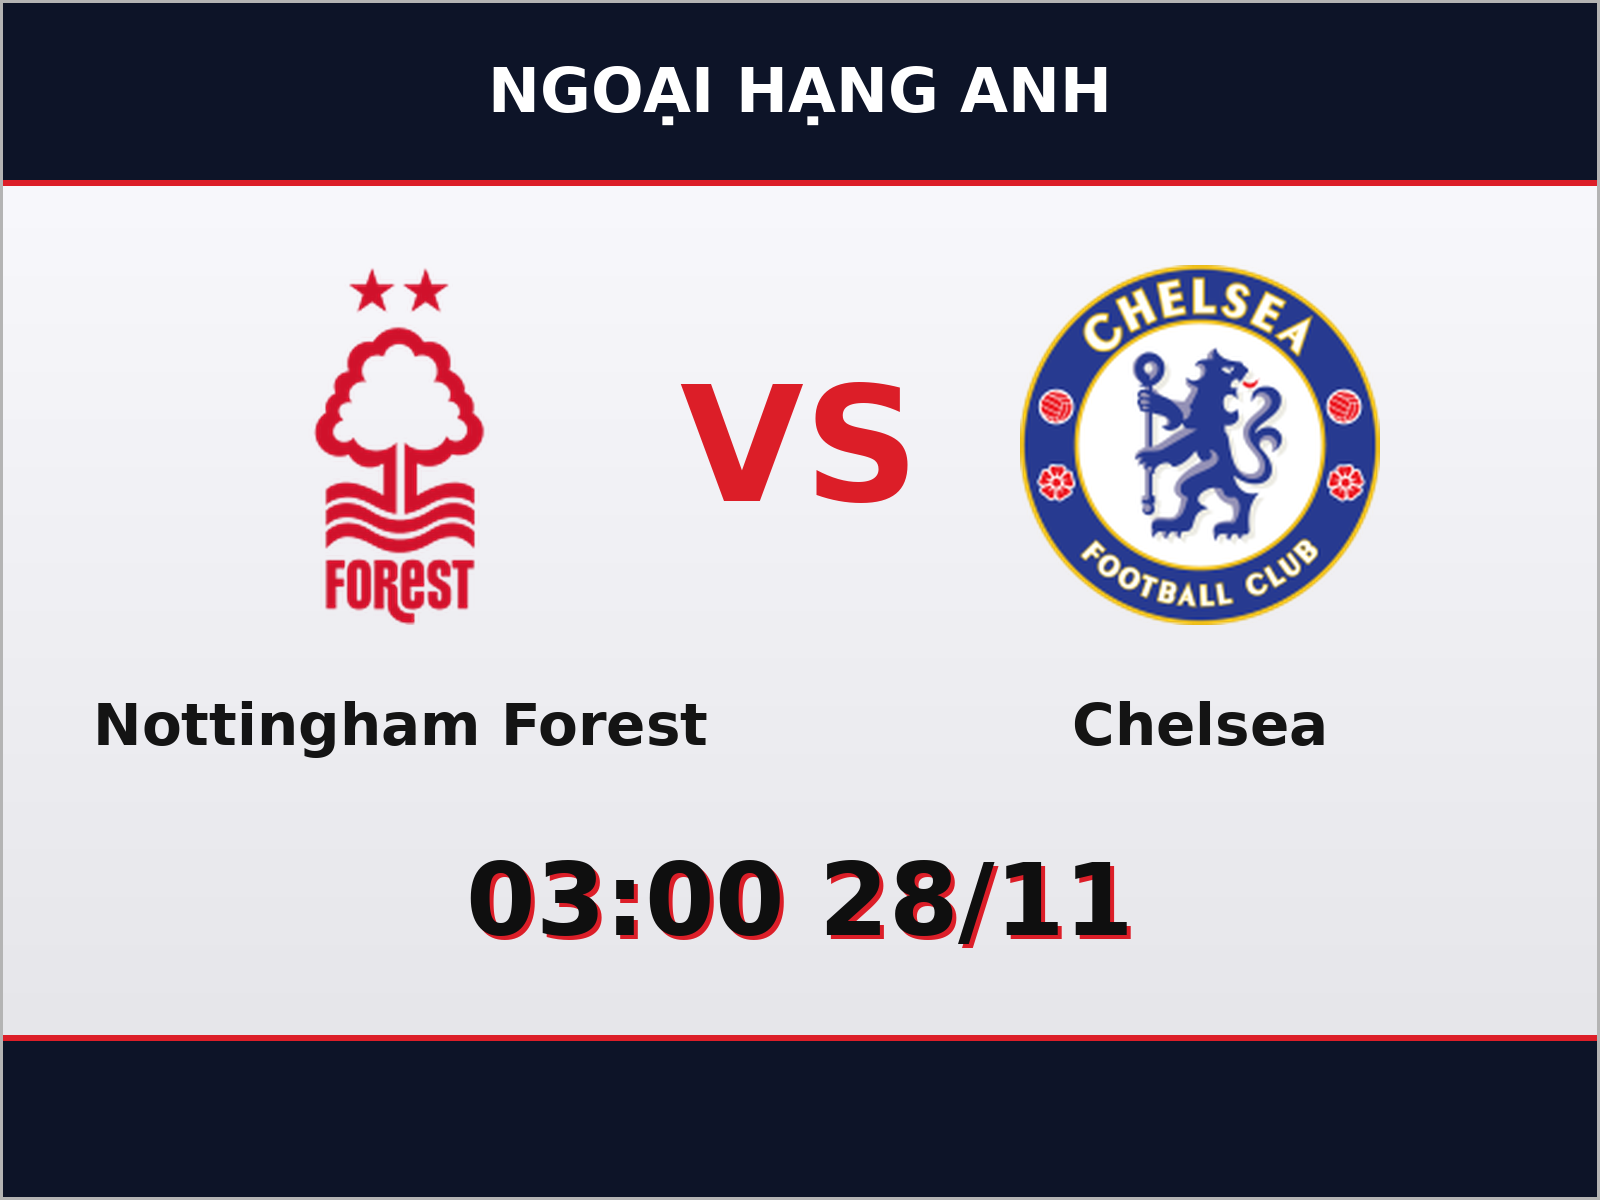 NGOẠI HẠNG ANH
FOREST
VS
CHELSEA
FOOTBALL CLUB
Nottingham Forest
Chelsea
03:00 28/11